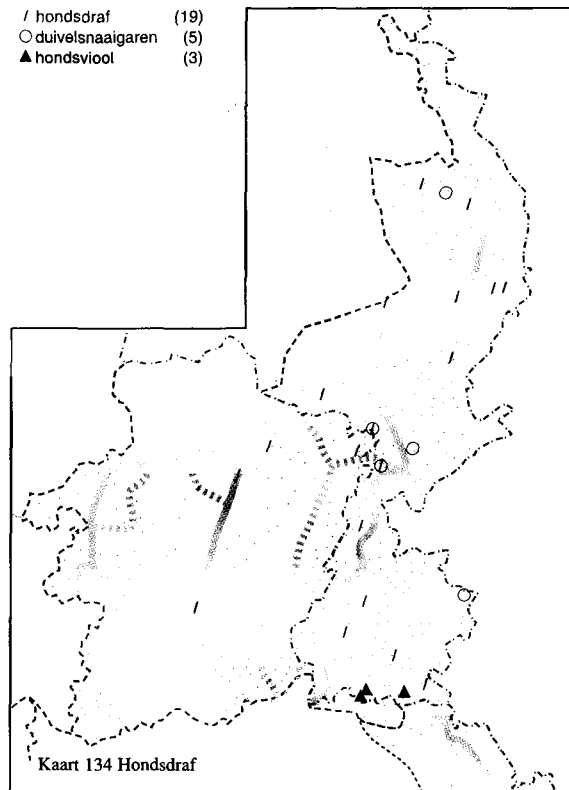 / hondsdraf (19)
○ duivelsnaaigaren (5)
▲ hondsviool (3)
Kaart 134 Hondsdraf